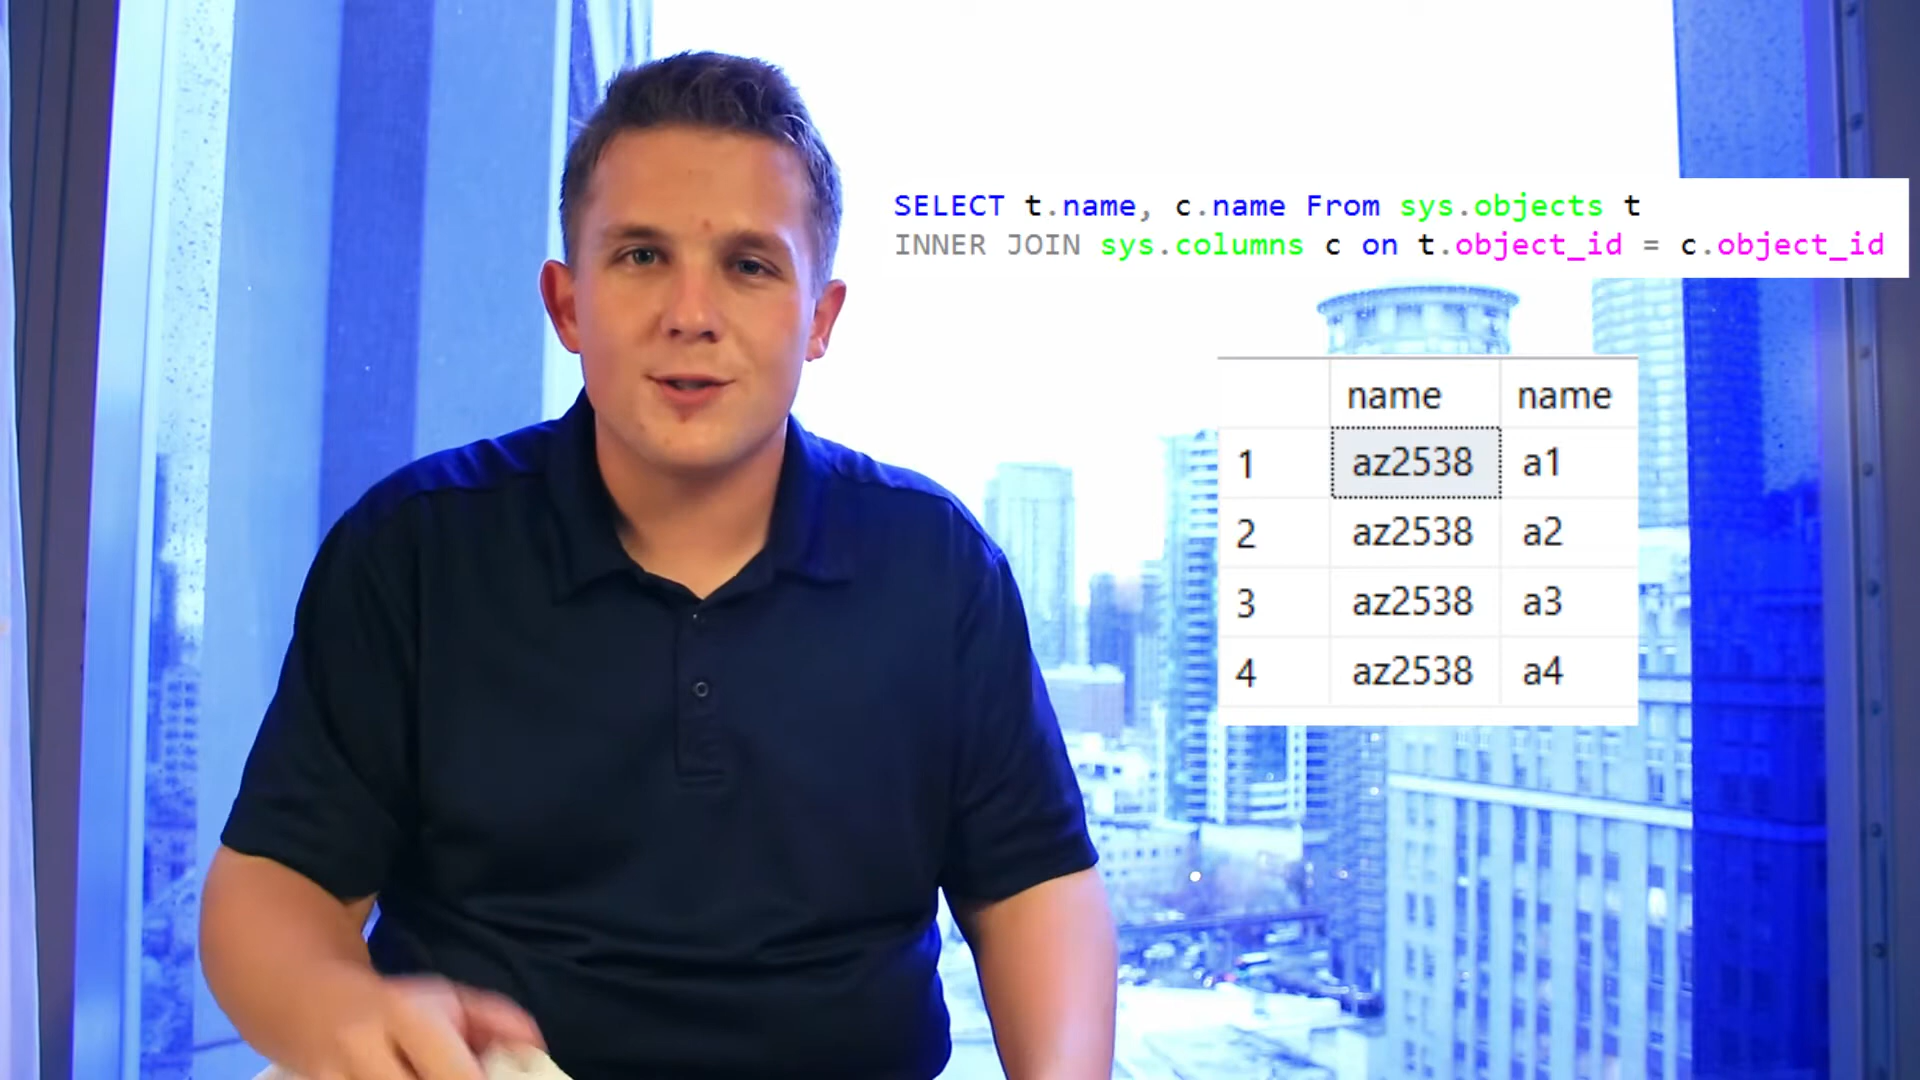 SELECT t.name, c.name From sys.objects t
INNER JOIN sys.columns c on t.object_id = c.object_id
name name
1 az2538 a1
2 az2538 a2
3 az2538 a3
4 az2538 a4